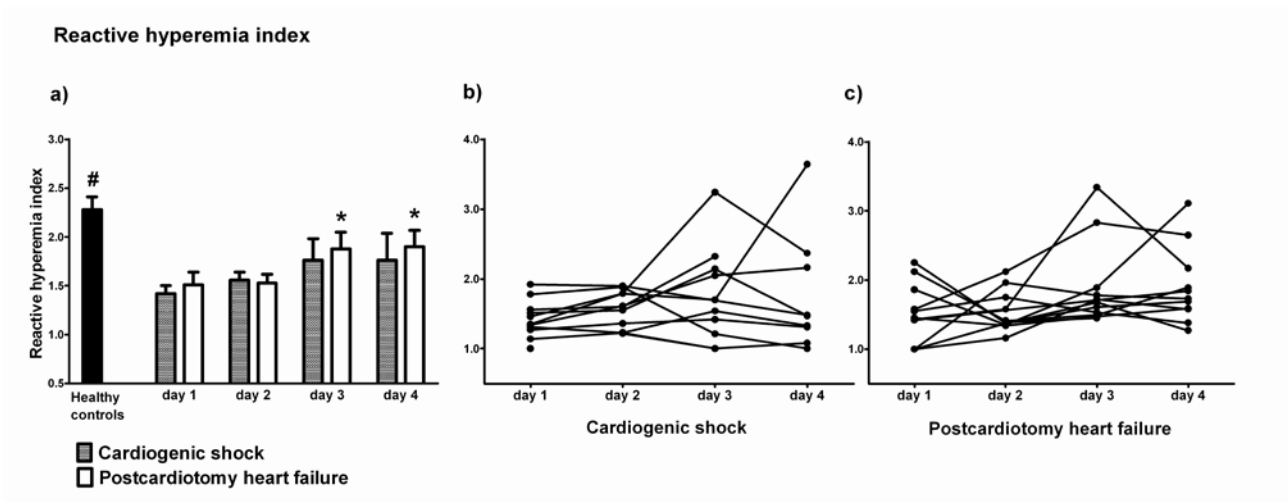 Reactive hyperemia index
a)
Reactive hyperemia index
3.0
2.5
2.0
1.5
1.0
0.5
#
*
*
Healthy
controls
day 1
day 2
day 3
day 4
Cardiogenic shock
Postcardiotomy heart failure
b)
4.0
3.0
2.0
1.0
day 1
day 2
day 3
day 4
Cardiogenic shock
c)
4.0
3.0
2.0
1.0
day 1
day 2
day 3
day 4
Postcardiotomy heart failure